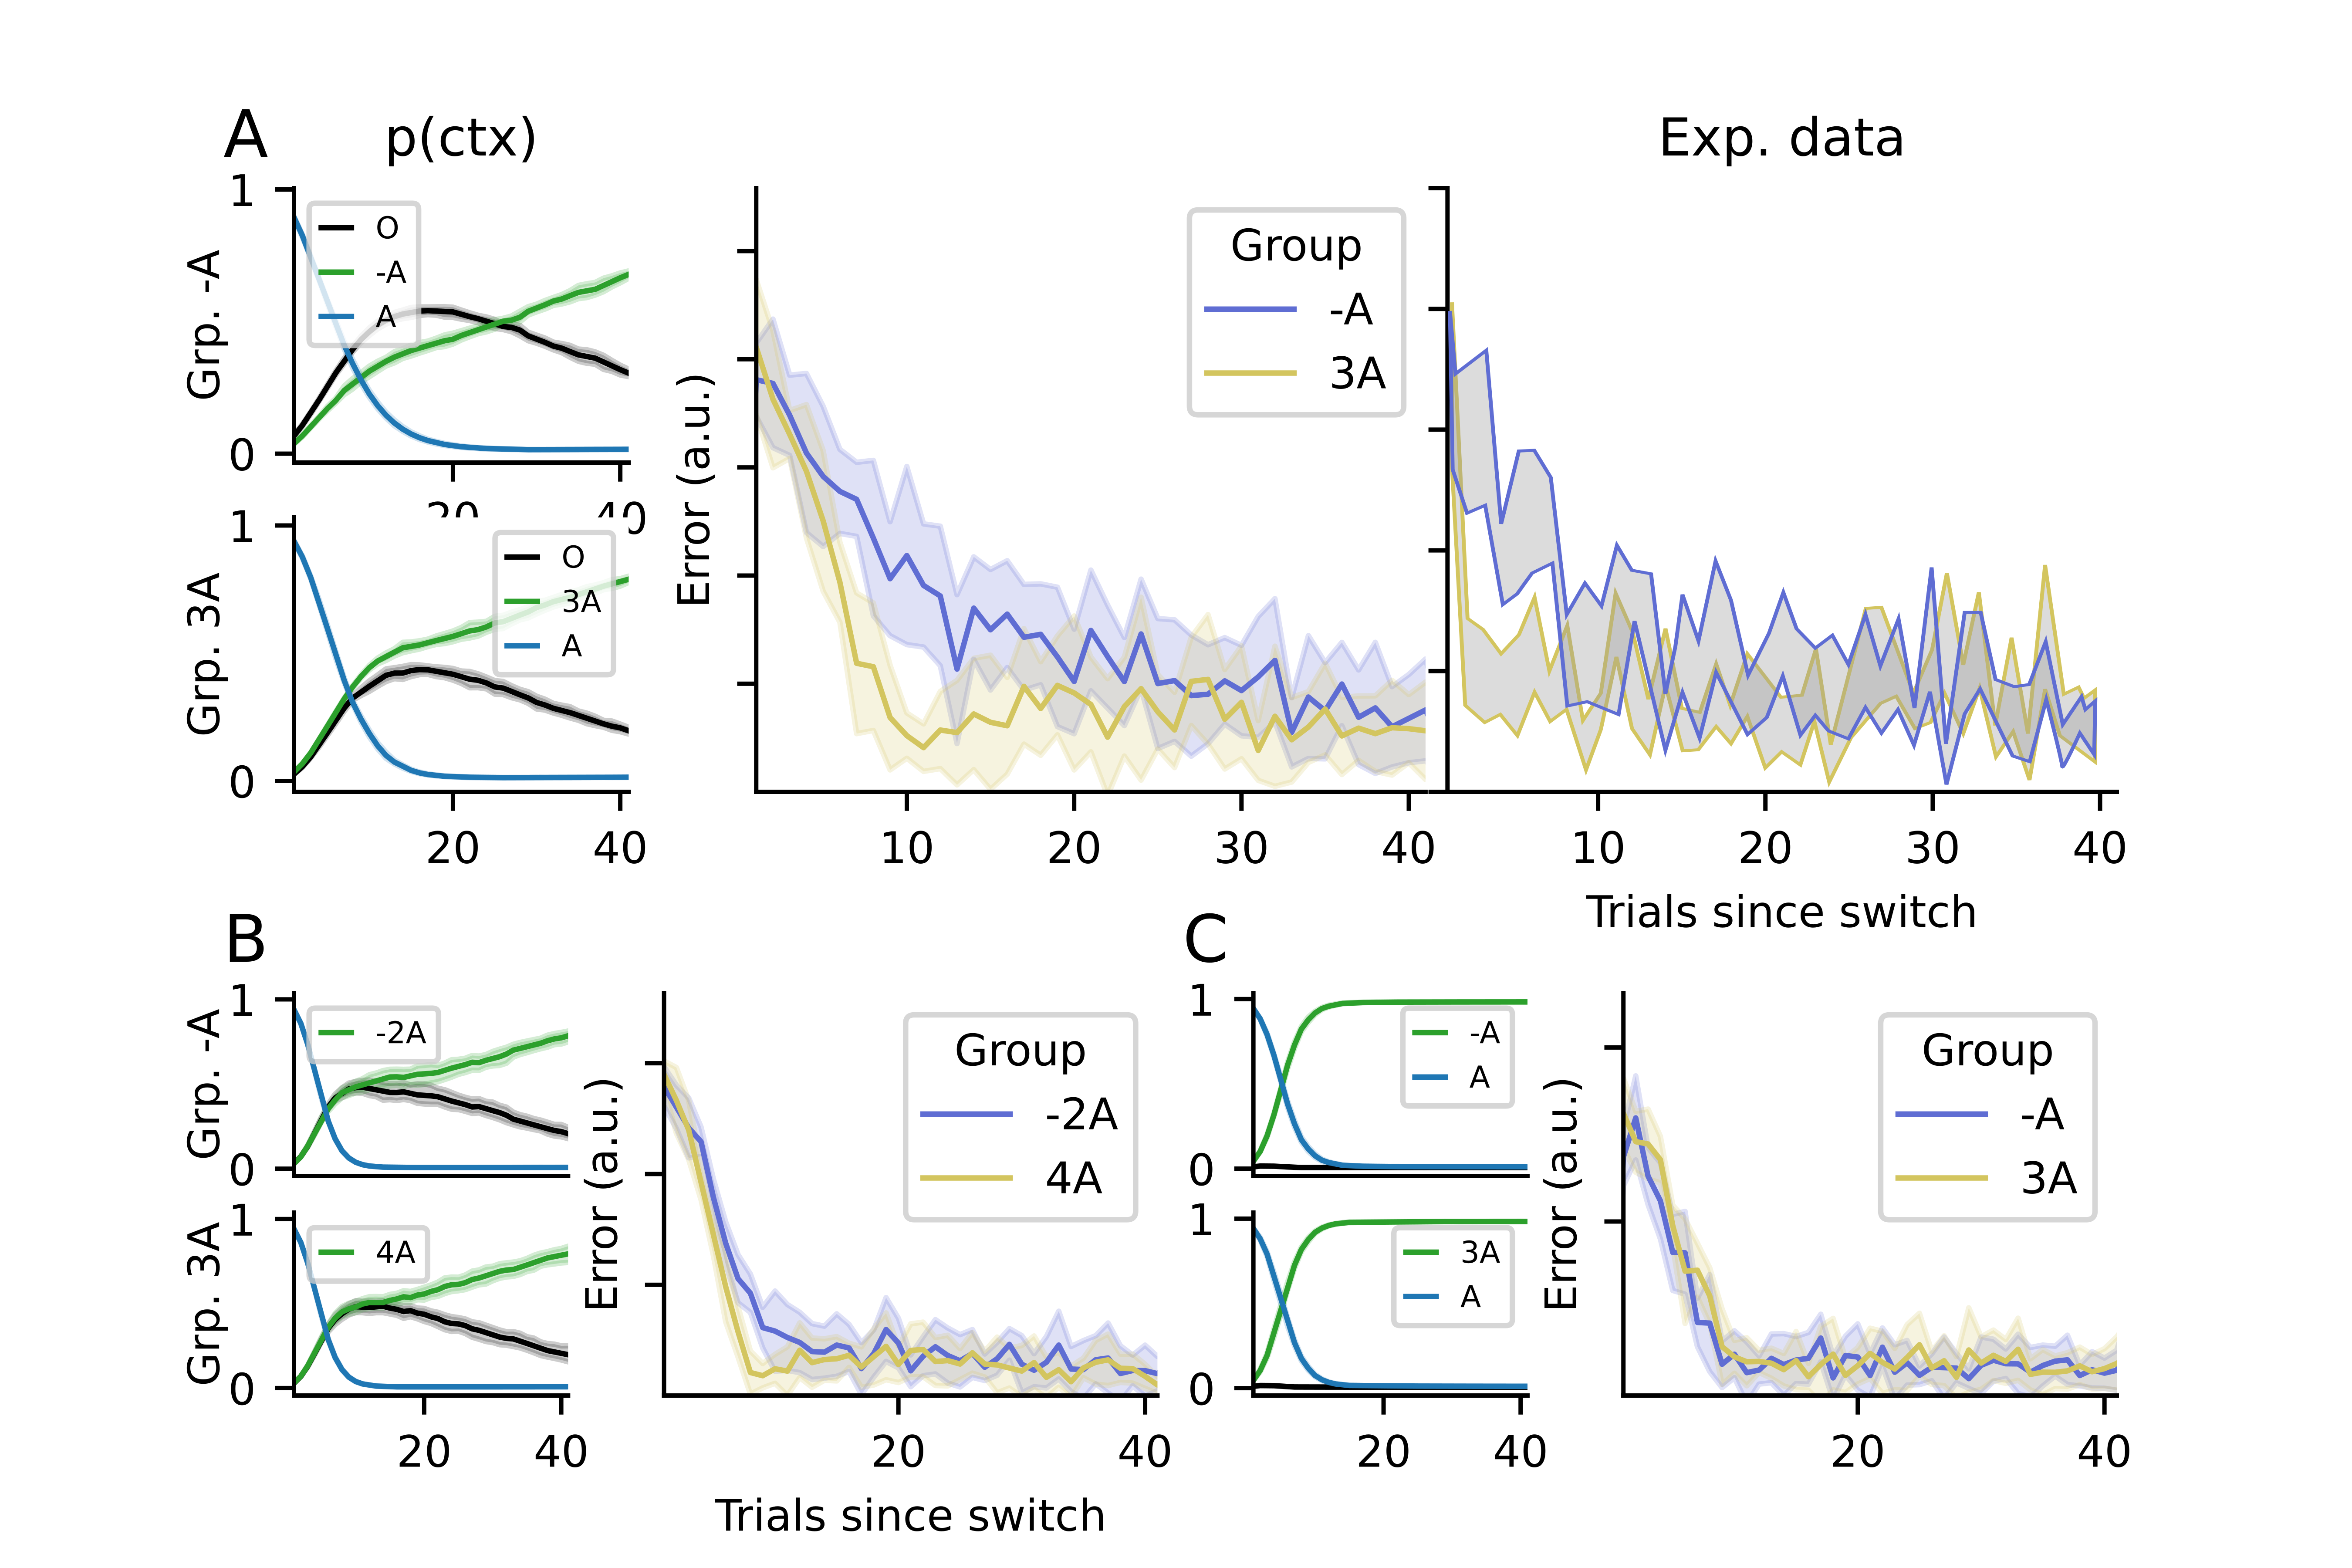 A
p(ctx)
Exp. data
Grp. -A
1
0
O
-A
A
20
40
Grp. 3A
1
0
O
3A
A
20
40
Error (a.u.)
Group
-A
3A
10
20
30
40
10
20
30
40
Trials since switch
B
Grp. -A
1
0
-2A
Grp. 3A
1
0
4A
20
40
Error (a.u.)
Group
-2A
4A
20
40
Trials since switch
C
1
0
-A
A
1
0
3A
A
20
40
Error (a.u.)
Group
-A
3A
20
40